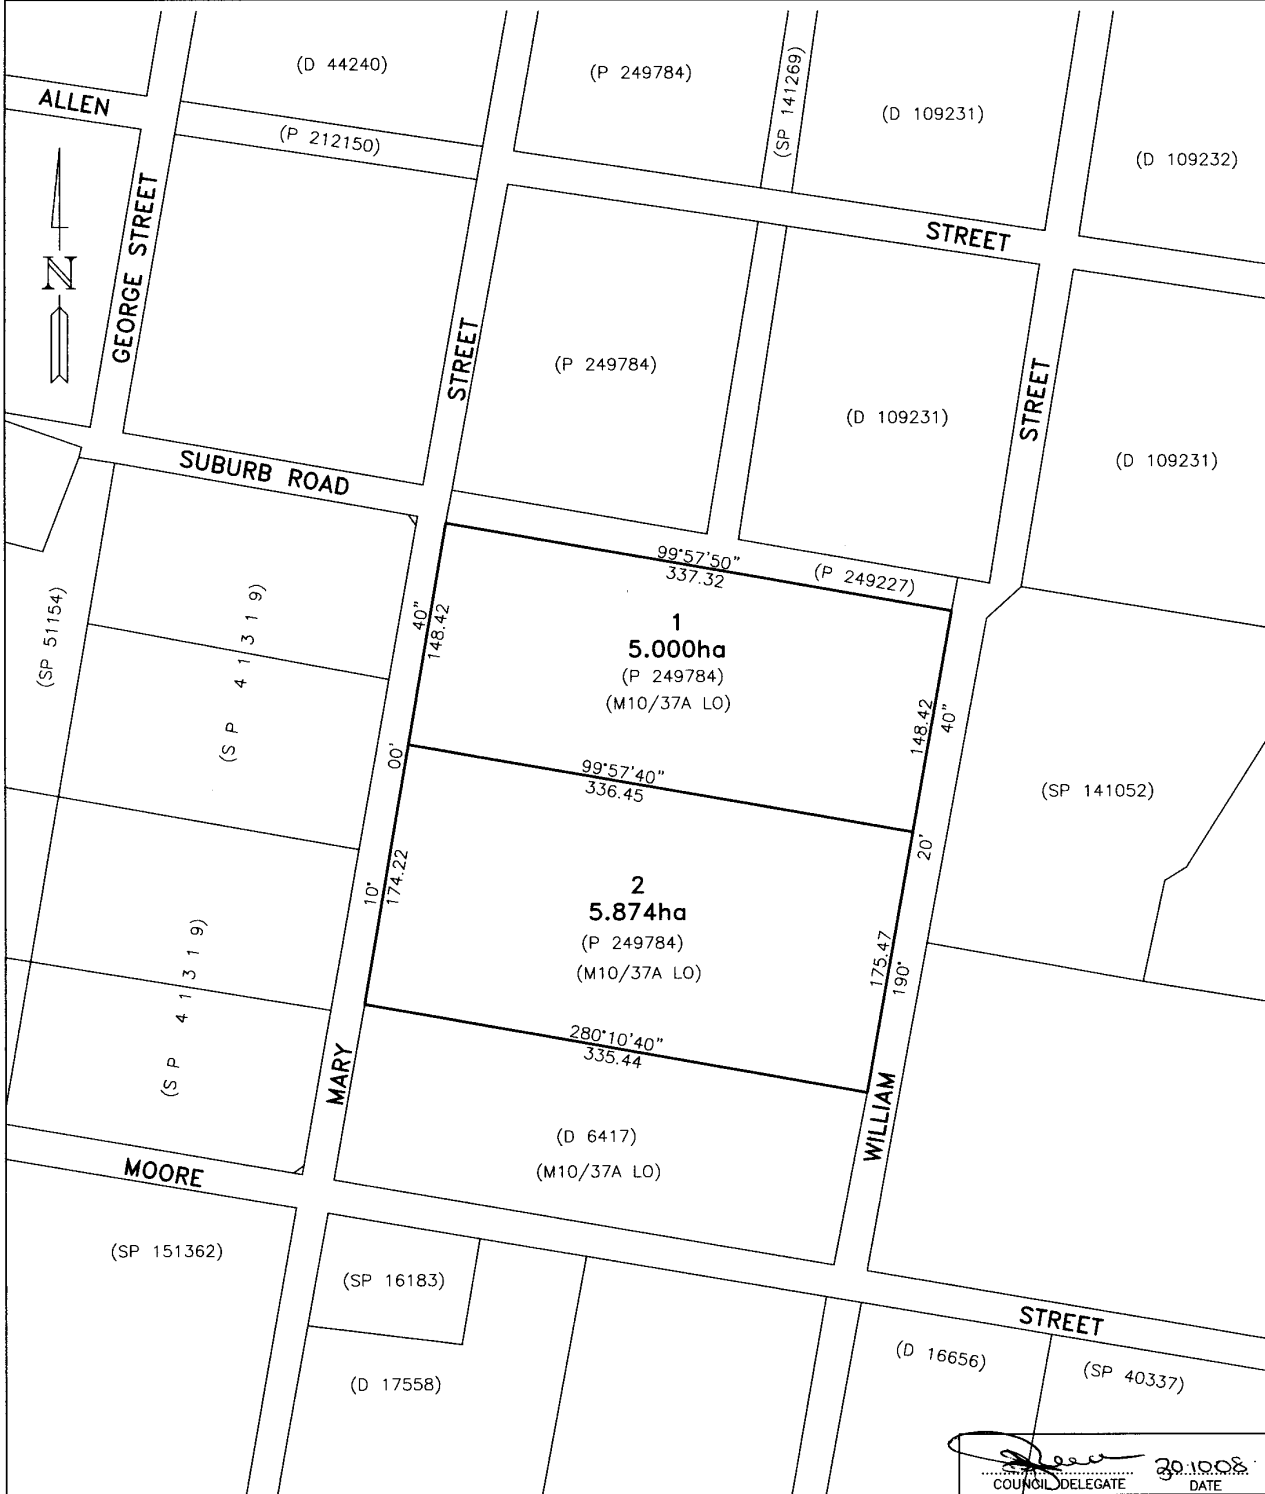 (D 44240)
(P 249784)
(SP 141269)
(D 109231)
(D 109232)
ALLEN
(P 212150)
STREET
N
GEORGE STREET
STREET
(P 249784)
(D 109231)
STREET
(D 109231)
SUBURB ROAD
99°57'50"
337.32
(P 249227)
(SP 51154)
(S P 4 1 3 1 9)
40"
148.42
1
5.000ha
(P 249784)
(M10/37A LO)
148.42
40"
00'
99°57'40"
336.45
(SP 141052)
20'
10°
174.22
2
5.874ha
(P 249784)
(M10/37A LO)
175.47
190°
(S P 4 1 3 1 9)
280°10'40"
335.44
MARY
WILLIAM
(D 6417)
(M10/37A LO)
MOORE
(SP 151362)
(SP 16183)
STREET
(D 17558)
(D 16656)
(SP 40337)
20.10.08
COUNCIL DELEGATE
DATE